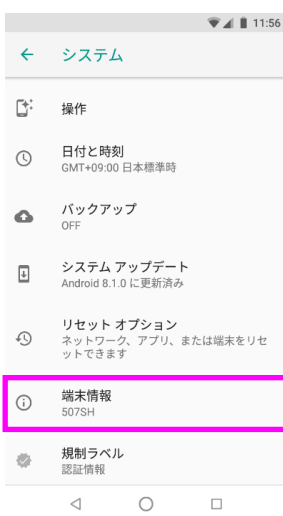 11:56
システム
操作
日付と時刻
GMT+09:00 日本標準時
バックアップ
OFF
システム アップデート
Android 8.1.0 に更新済み
リセット オプション
ネットワーク、アプリ、または端末をリセ
ットできます
端末情報
507SH
規制ラベル
認証情報